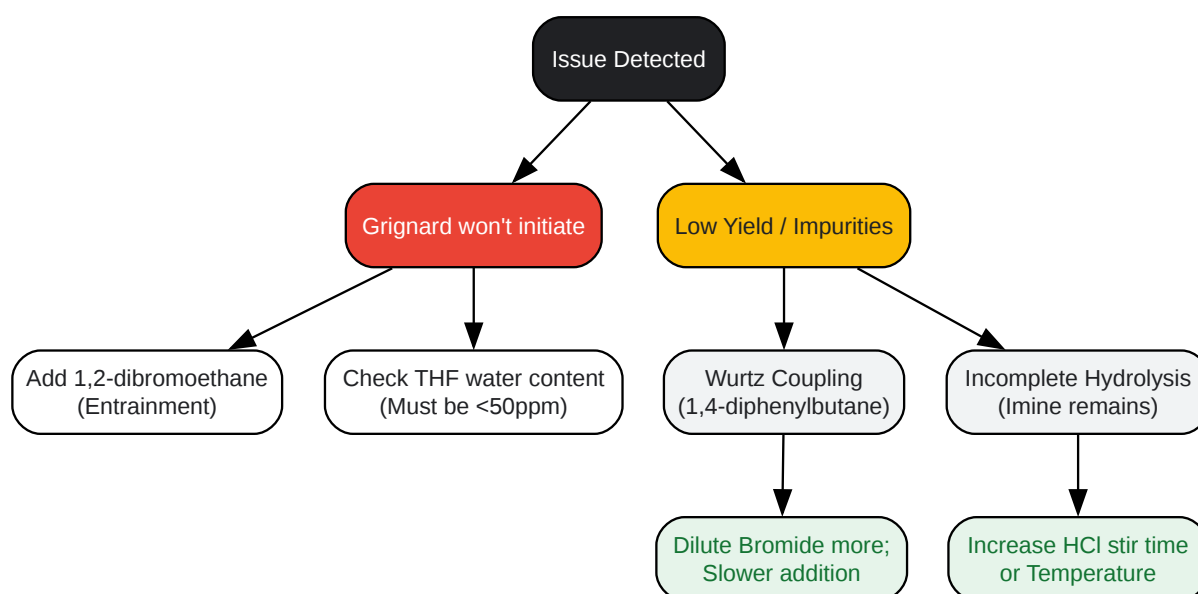 Issue Detected
Grignard won't initiate
Low Yield / Impurities
Add 1,2-dibromoethane
(Entrainment)
Check THF water content
(Must be <50ppm)
Wurtz Coupling
(1,4-diphenylbutane)
Incomplete Hydrolysis
(Imine remains)
Dilute Bromide more;
Slower addition
Increase HCl stir time
or Temperature